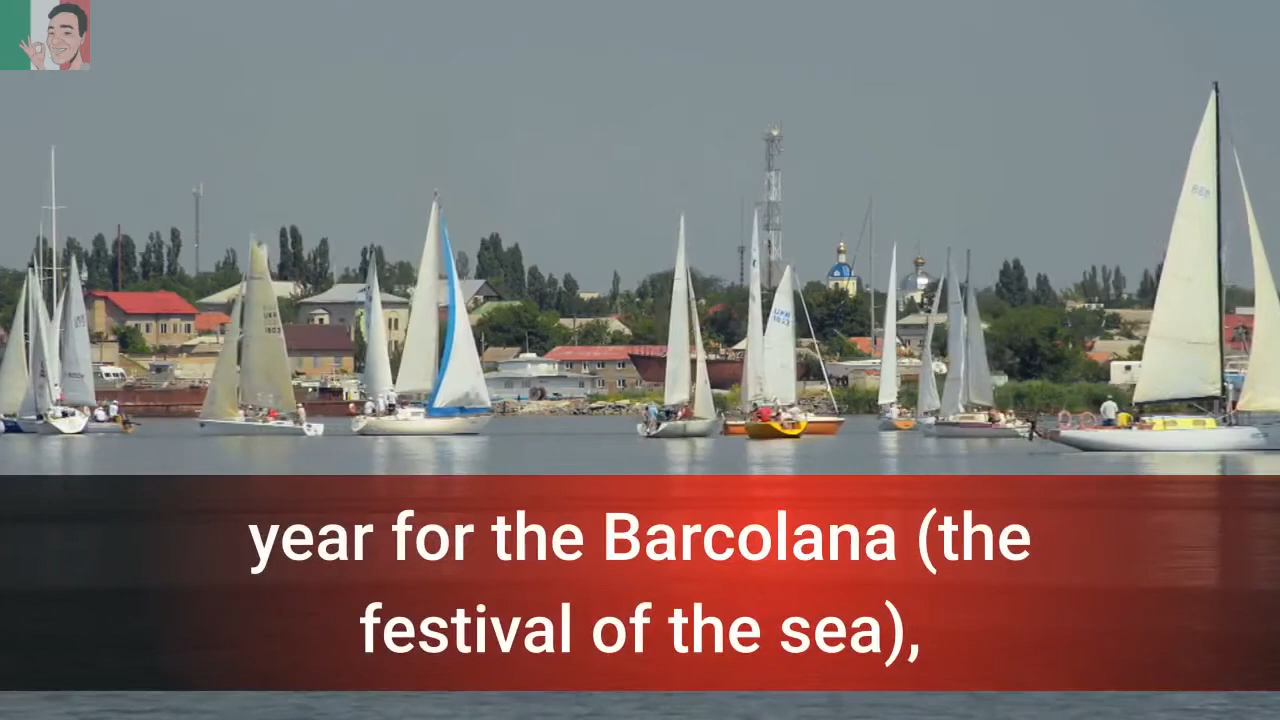 year for the Barcolana (the
festival of the sea),